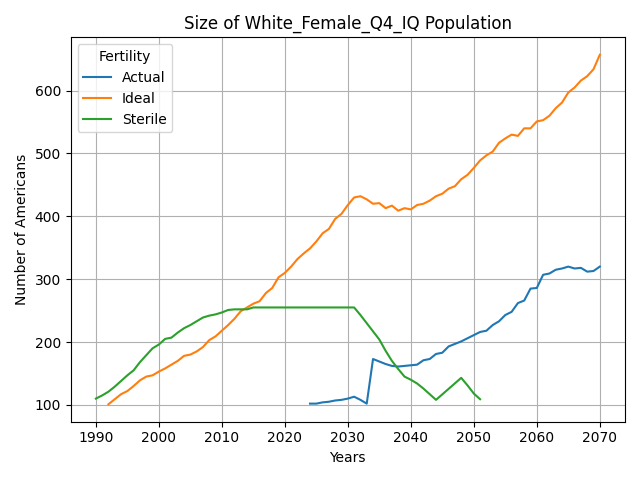 Size of White_Female_Q4_IQ Population
Fertility
Actual
Ideal
Sterile
Number of Americans
600
500
400
300
200
100
1990 2000 2010 2020 2030 2040 2050 2060 2070
Years